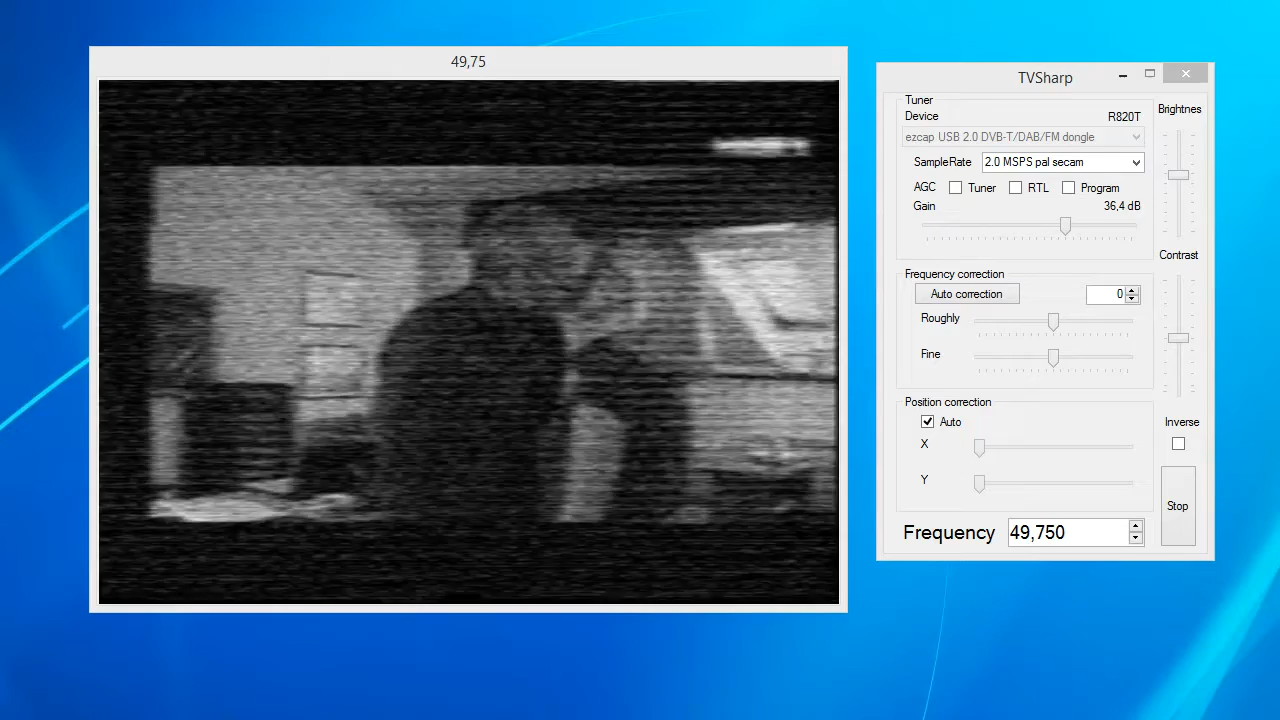 49,75
TVSharp
Tuner
Device R820T
ezcap USB 2.0 DVB-T/DAB/FM dongle
SampleRate 2.0 MSPS pal secam
AGC Tuner RTL Program
Gain 36,4 dB
Frequency correction
Auto correction 0
Roughly
Fine
Position correction
Auto
X
Y
Frequency 49,750
Brightnes
Contrast
Inverse
Stop